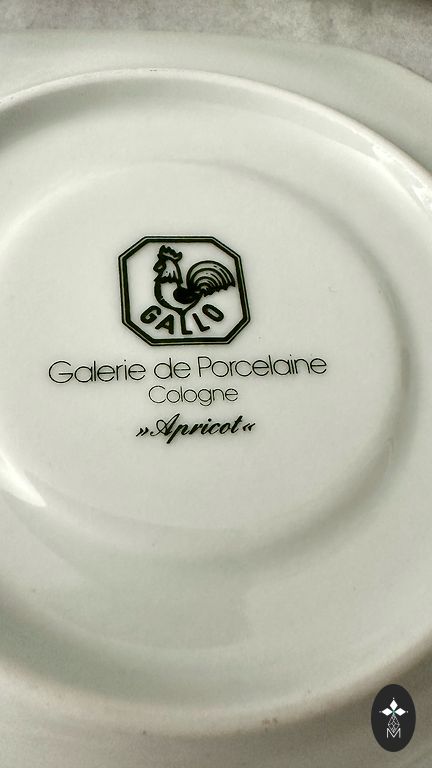 GALLO
Galerie de Porcelaine
Cologne
»Apricot«
M